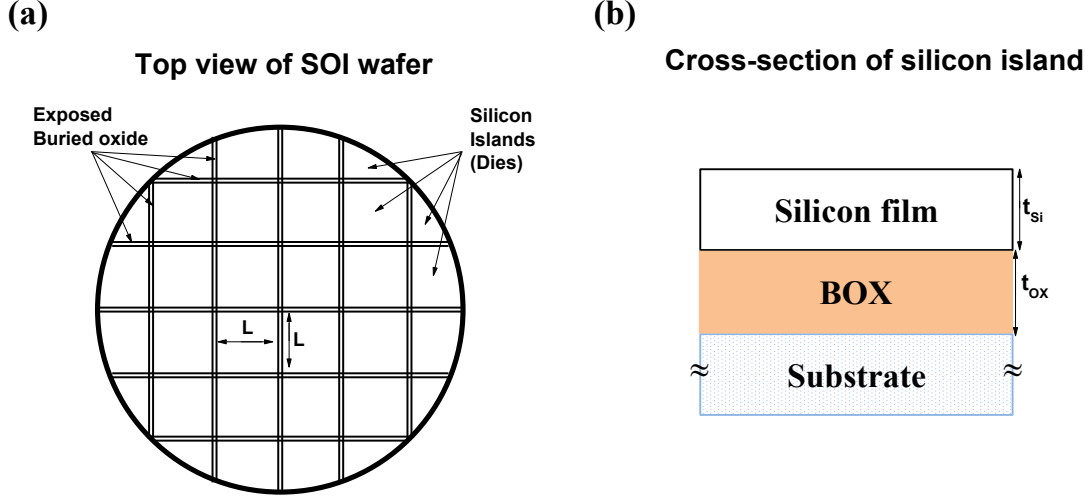 (a)
Top view of SOI wafer
Exposed
Buried oxide
Silicon
Islands
(Dies)
L
L
(b)
Cross-section of silicon island
Silicon film
tSi
BOX
tOX
≈ Substrate ≈